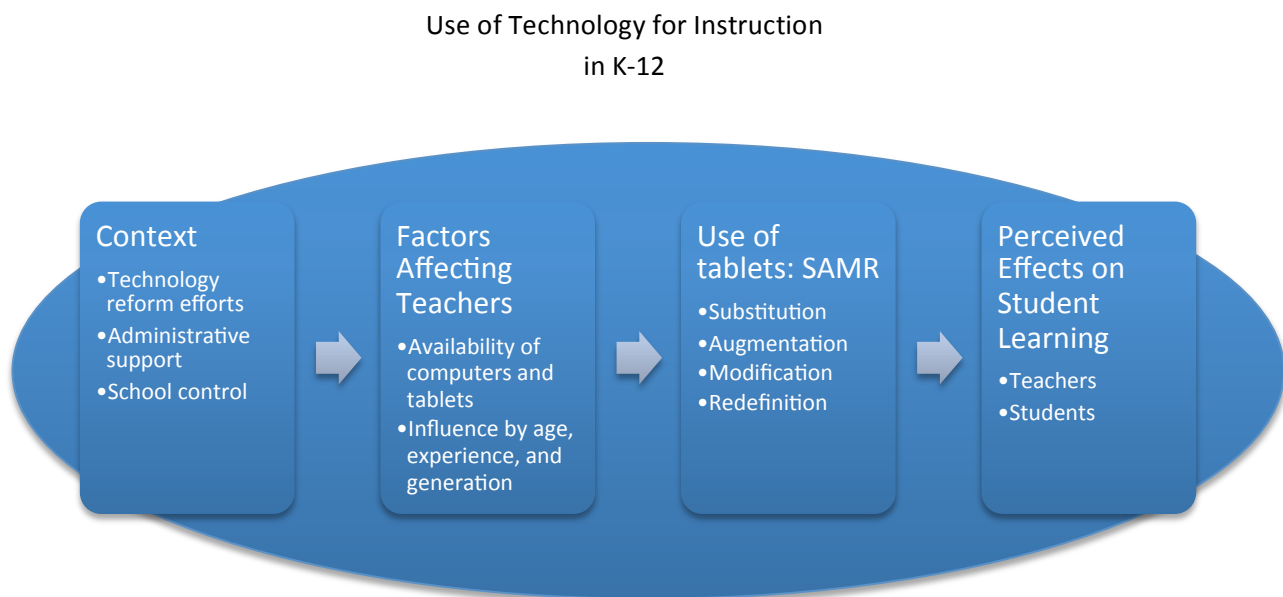 Use of Technology for Instruction
in K-12
Context
•Technology
reform efforts
•Administrative
support
•School control
Factors
Affecting
Teachers
•Availability of
computers and
tablets
•Influence by age,
experience, and
generation
Use of
tablets: SAMR
•Substitution
•Augmentation
•Modification
•Redefinition
Perceived
Effects on
Student
Learning
•Teachers
•Students